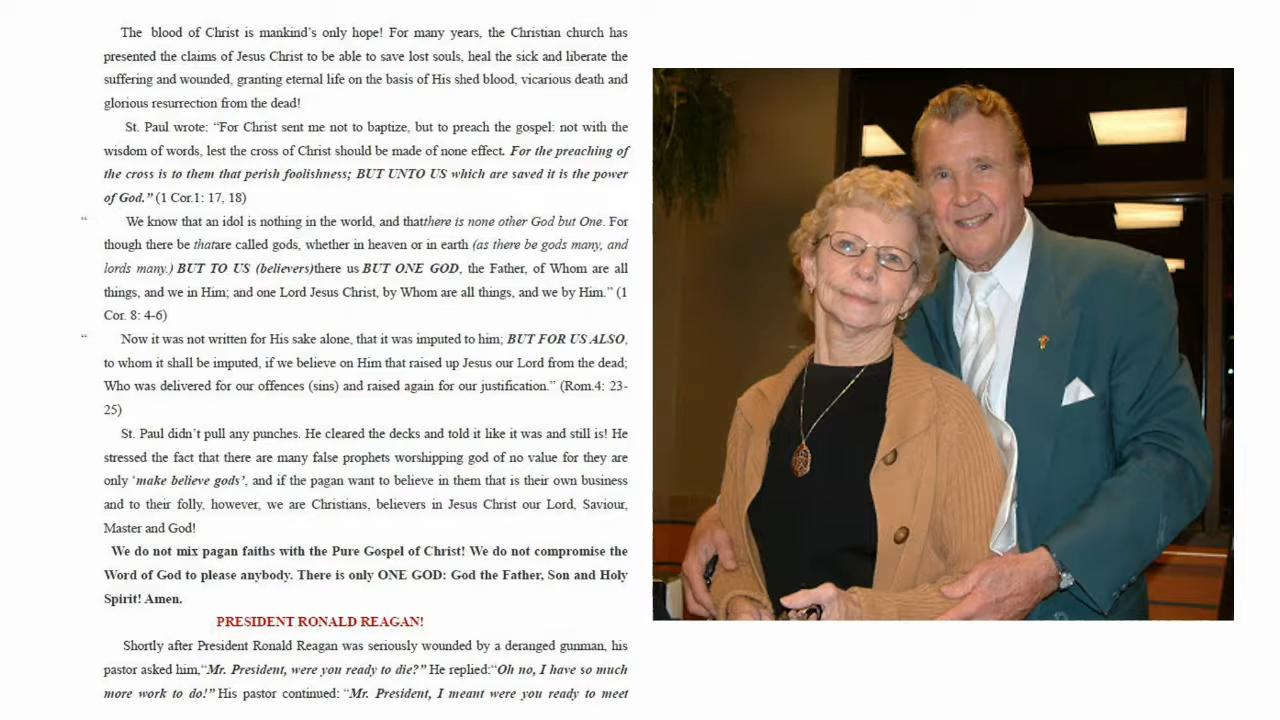 The blood of Christ is mankind's only hope! For many years, the Christian church has
presented the claims of Jesus Christ to be able to save lost souls, heal the sick and liberate the
suffering and wounded, granting eternal life on the basis of His shed blood, vicarious death and
glorious resurrection from the dead!
St. Paul wrote: “For Christ sent me not to baptize, but to preach the gospel: not with the
wisdom of words, lest the cross of Christ should be made of none effect. For the preaching of
the cross is to them that perish foolishness; BUT UNTO US which are saved it is the power
of God.” (1 Cor.1: 17, 18)
“ We know that an idol is nothing in the world, and thatthere is none other God but One. For
though there be thatare called gods, whether in heaven or in earth (as there be gods many, and
lords many.) BUT TO US (believers)there us BUT ONE GOD, the Father, of Whom are all
things, and we in Him; and one Lord Jesus Christ, by Whom are all things, and we by Him.” (1
Cor. 8: 4-6)
“ Now it was not written for His sake alone, that it was imputed to him; BUT FOR US ALSO,
to whom it shall be imputed, if we believe on Him that raised up Jesus our Lord from the dead;
Who was delivered for our offences (sins) and raised again for our justification.” (Rom.4: 23-
25)
St. Paul didn't pull any punches. He cleared the decks and told it like it was and still is! He
stressed the fact that there are many false prophets worshipping god of no value for they are
only ‘make believe gods’, and if the pagan want to believe in them that is their own business
and to their folly, however, we are Christians, believers in Jesus Christ our Lord, Saviour,
Master and God!
We do not mix pagan faiths with the Pure Gospel of Christ! We do not compromise the
Word of God to please anybody. There is only ONE GOD: God the Father, Son and Holy
Spirit! Amen.
PRESIDENT RONALD REAGAN!
Shortly after President Ronald Reagan was seriously wounded by a deranged gunman, his
pastor asked him,“Mr. President, were you ready to die?” He replied:“Oh no, I have so much
more work to do!” His pastor continued: “Mr. President, I meant were you ready to meet